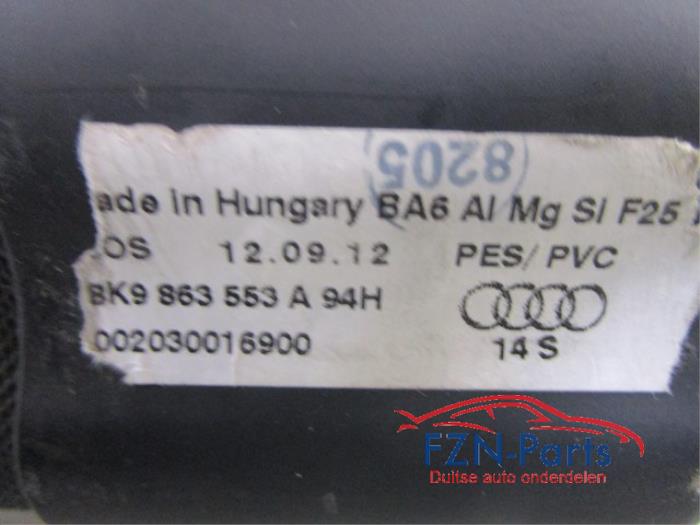 8205
ade in Hungary BA6 Al Mg SI F25
OS 12.09.12 PES/ PVC
8K9 863 553 A 94H
002030016900 14 S
FZN-Parts
Duitse auto onderdelen